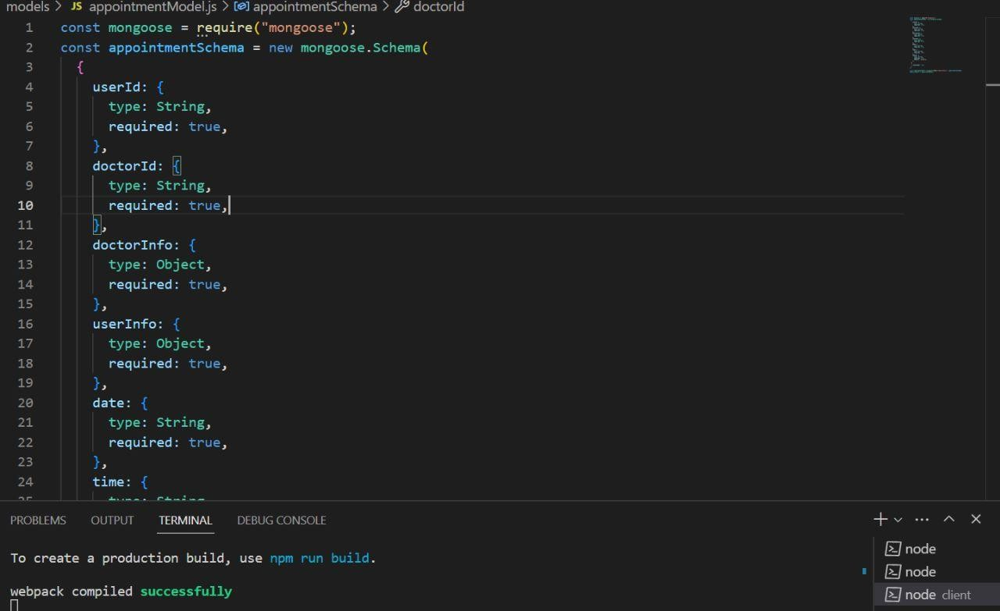 models > JS appointmentModel.js > appointmentSchema > doctorId
1 const mongoose = require("mongoose");
2 const appointmentSchema = new mongoose.Schema(
3 {
4 userId: {
5 type: String,
6 required: true,
7 },
8 doctorId: {
9 type: String,
10 required: true,
11 },
12 doctorInfo: {
13 type: Object,
14 required: true,
15 },
16 userInfo: {
17 type: Object,
18 required: true,
19 },
20 date: {
21 type: String,
22 required: true,
23 },
24 time: {
25 type: String
PROBLEMS OUTPUT TERMINAL DEBUG CONSOLE
To create a production build, use npm run build.
webpack compiled successfully
node
node
node client